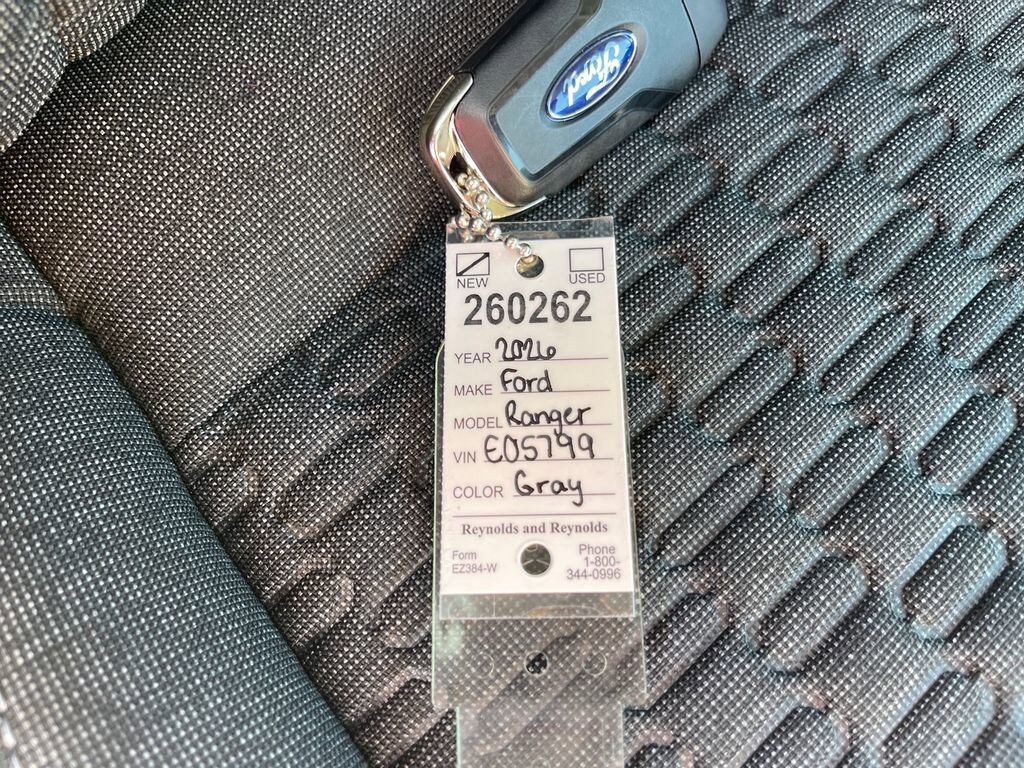 Ford
NEW USED
260262
YEAR 2026
MAKE Ford
MODEL Ranger
VIN E05799
COLOR Gray
Reynolds and Reynolds
Form Phone
EZ384-W 1-800-
344-0996